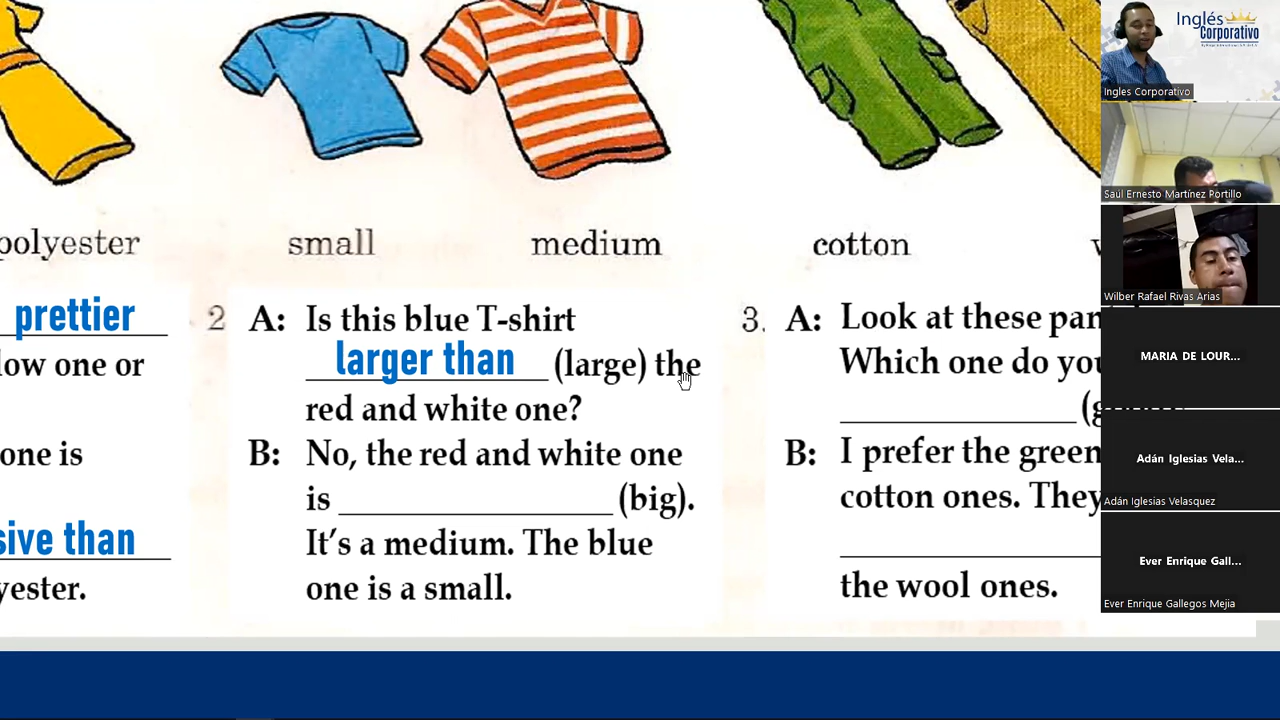 polyester
small
medium
cotton
prettier
low one or
one is
sive than
yester.
2
A: Is this blue T-shirt
larger than (large) the
red and white one?
B: No, the red and white one
is (big).
It's a medium. The blue
one is a small.
3.
A: Look at these pan
Which one do you
B: I prefer the green
cotton ones. They
the wool ones.
Inglés
Corporativo
Ingles Corporativo
Saúl Ernesto Martínez Portillo
Wilber Rafael Rivas Arias
MARIA DE LOUR...
Adán Iglesias Vela...
Adán Iglesias Velasquez
Ever Enrique Gall...
Ever Enrique Gallegos Mejia